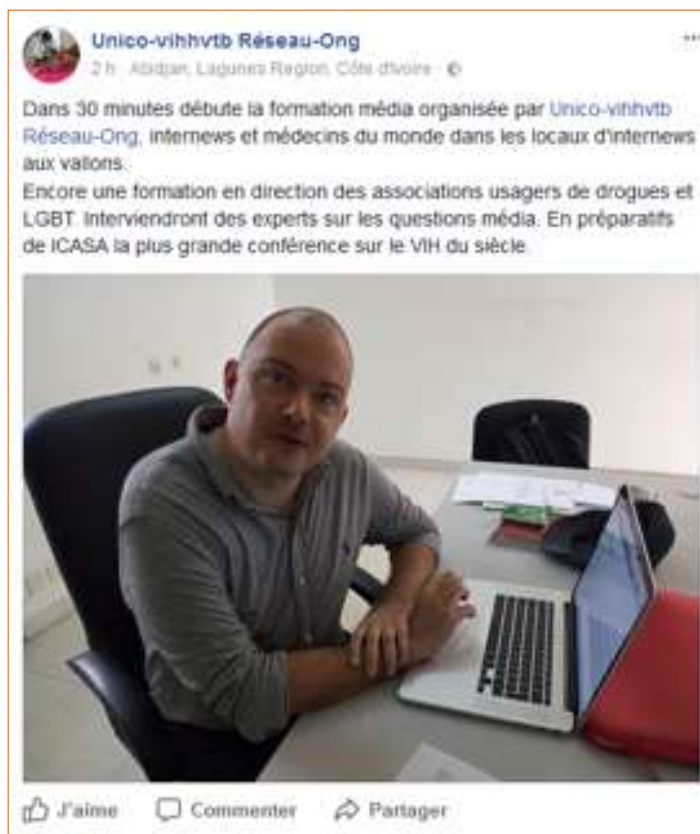 Unico-vihhvtb Réseau-Ong
2 h · Abidjan, Lagunes Region, Côte d'Ivoire ·
Dans 30 minutes débute la formation média organisée par Unico-vihhvtb
Réseau-Ong, internews et médecins du monde dans les locaux d'internews
aux vallons.
Encore une formation en direction des associations usagers de drogues et
LGBT. Interviendront des experts sur les questions média. En préparatifs
de ICASA la plus grande conférence sur le VIH du siècle.
J'aime
Commenter
Partager